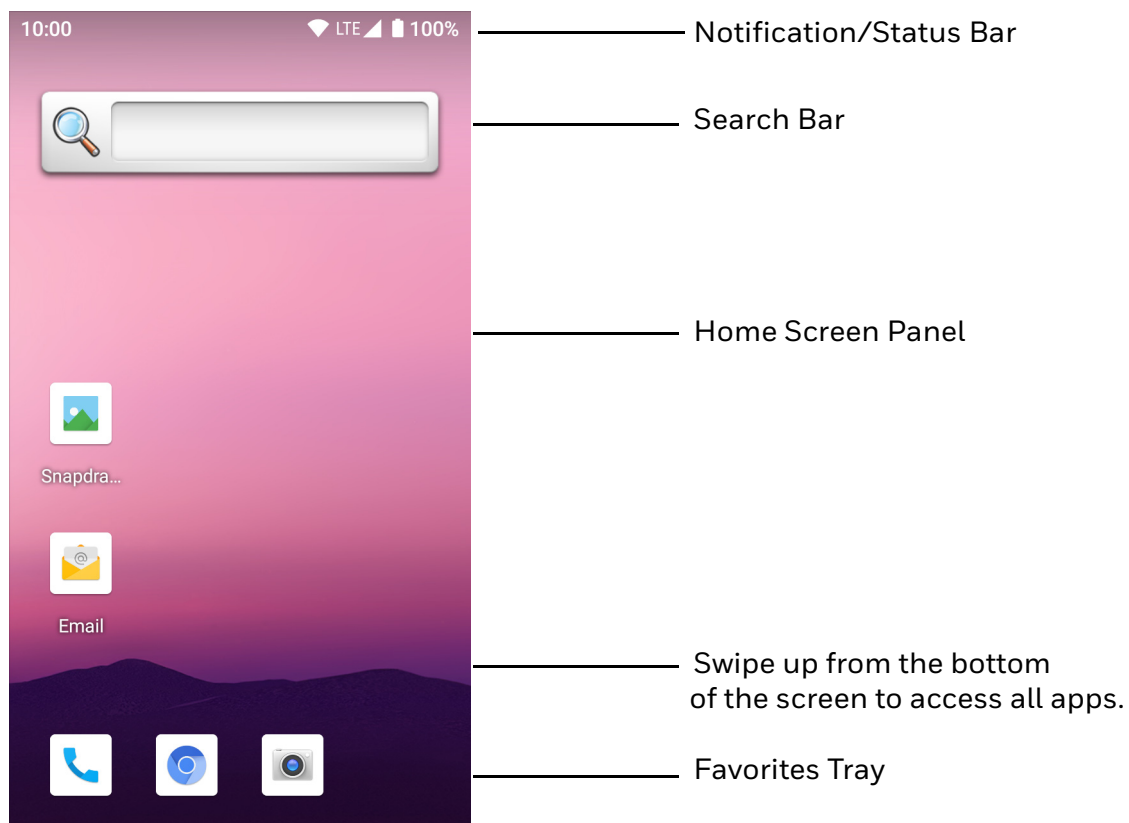 10:00 LTE 100%
Notification/Status Bar
Search Bar
Home Screen Panel
Snapdra...
@
Email
Swipe up from the bottom
of the screen to access all apps.
Favorites Tray